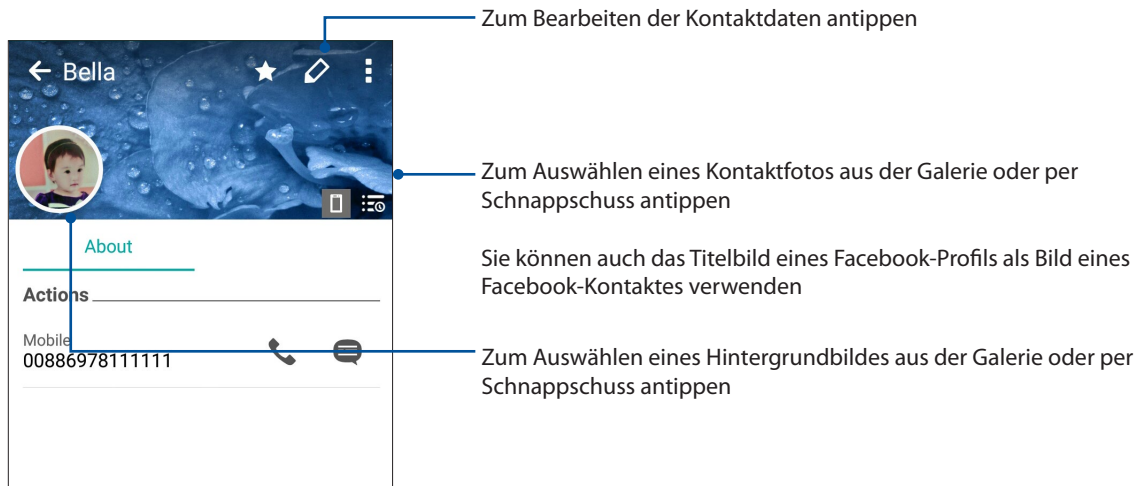 Zum Bearbeiten der Kontaktdaten antippen
Bella
Zum Auswählen eines Kontaktfotos aus der Galerie oder per
Schnappschuss antippen
About
Sie können auch das Titelbild eines Facebook-Profils als Bild eines
Facebook-Kontaktes verwenden
Actions
Mobile
00886978111111
Zum Auswählen eines Hintergrundbildes aus der Galerie oder per
Schnappschuss antippen